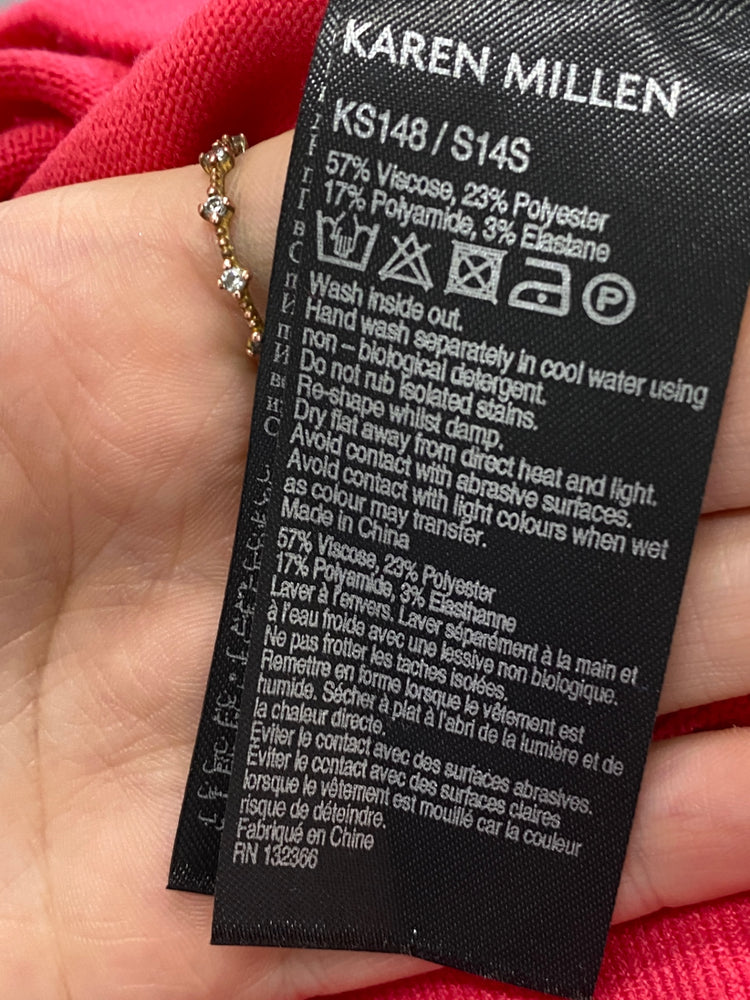 KAREN MILLEN
KS148 / S14S
57% Viscose, 23% Polyester
17% Polyamide, 3% Elastane
P
Wash inside out.
Hand wash separately in cool water using
non – biological detergent.
Do not rub isolated stains.
Re-shape whilst damp.
Dry flat away from direct heat and light.
Avoid contact with abrasive surfaces.
Avoid contact with light colours when wet
as colour may transfer.
Made in China
57% Viscose, 23% Polyester
17% Polyamide, 3% Elasthanne
Laver à l'envers. Laver séparément à la main et
à l'eau froide avec une lessive non biologique.
Ne pas frotter les taches isolées.
Remettre en forme lorsque le vêtement est
humide. Sécher à plat à l'abri de la lumière et de
la chaleur directe.
Éviter le contact avec des surfaces abrasives.
Éviter le contact avec des surfaces claires
lorsque le vêtement est mouillé car la couleur
risque de déteindre.
Fabriqué en Chine
RN 132366